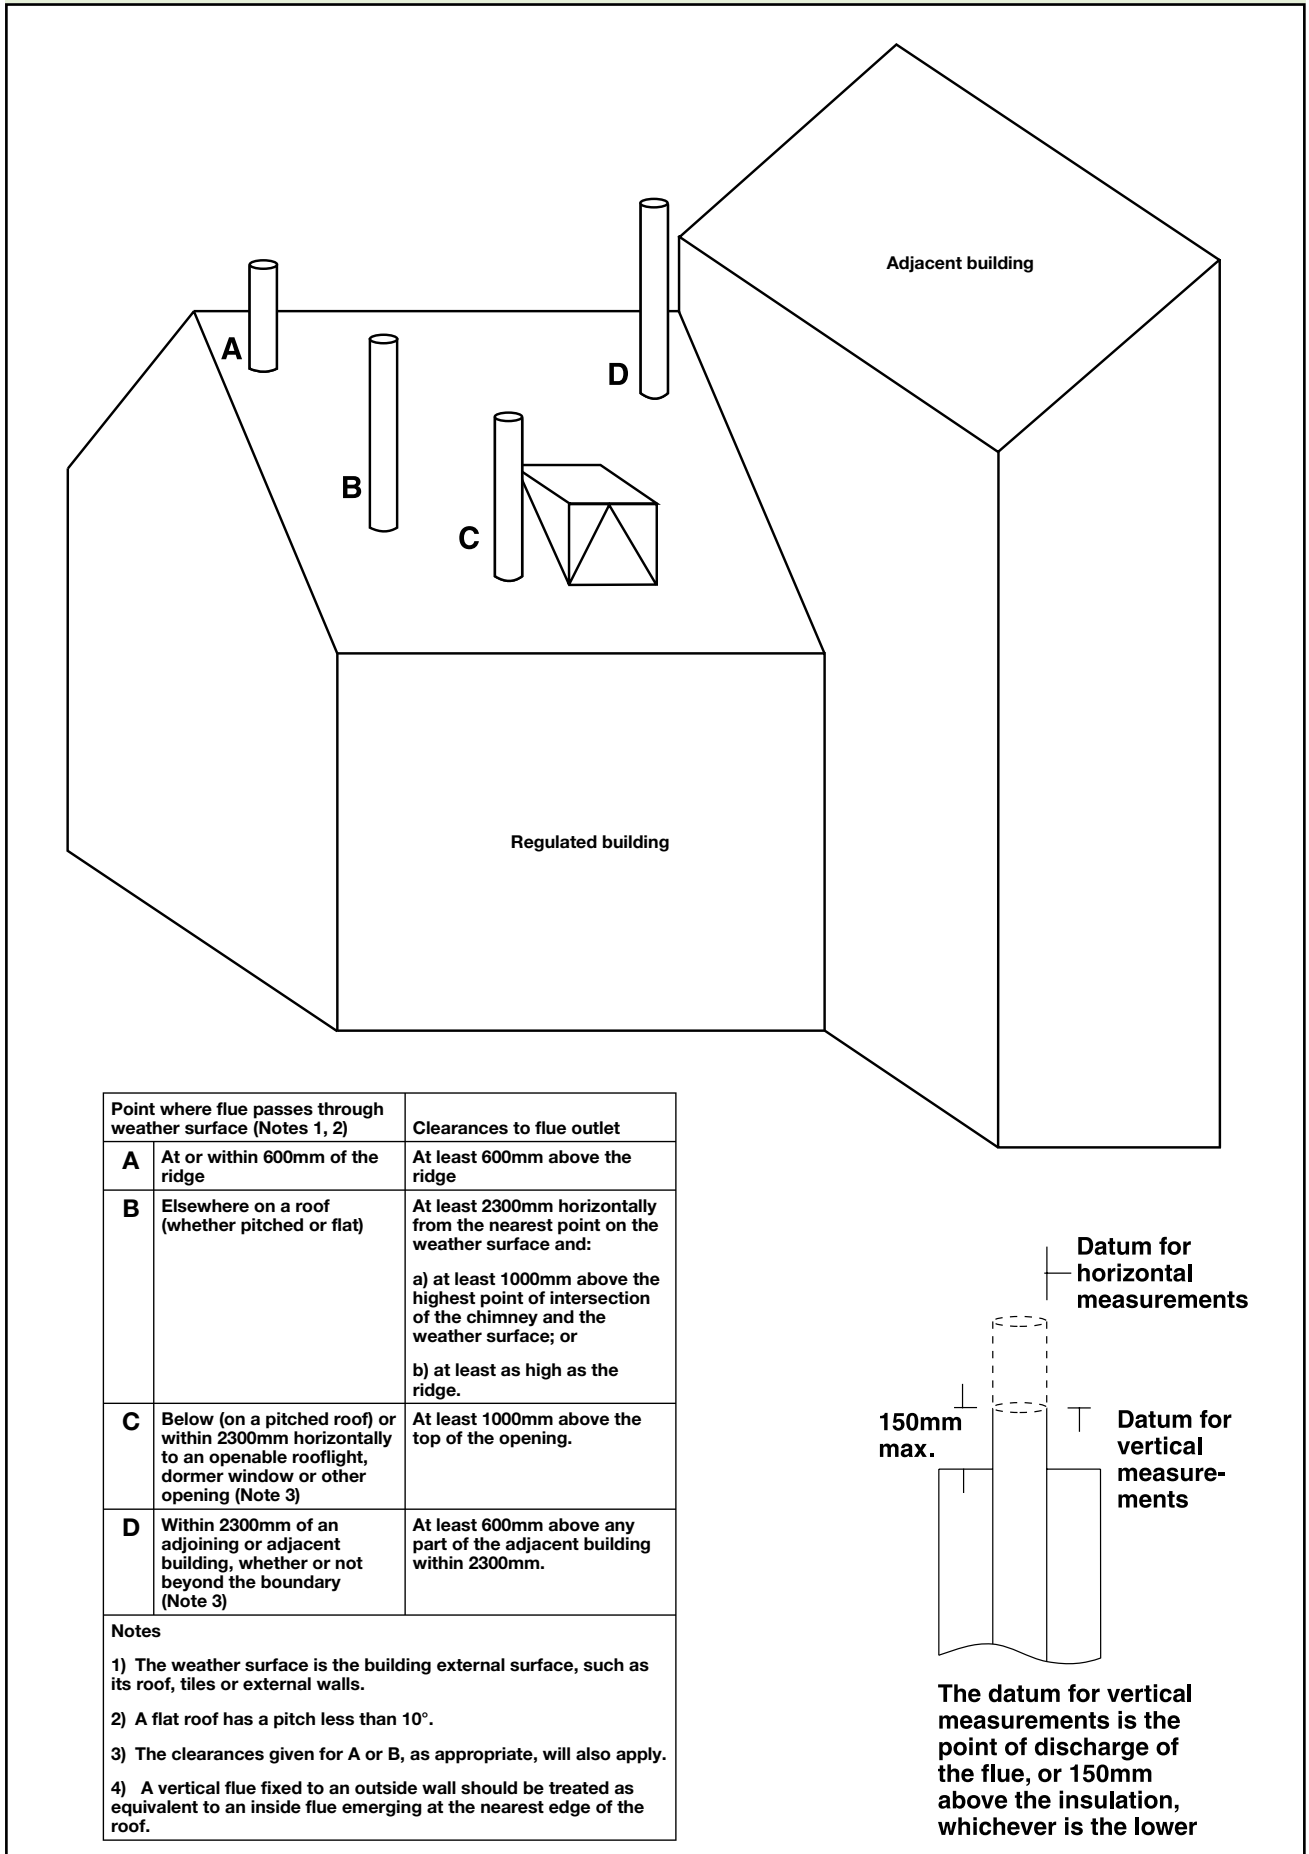 Adjacent building
A
D
B
C
Regulated building
Point where flue passes through
weather surface (Notes 1, 2)
Clearances to flue outlet
A
At or within 600mm of the
ridge
At least 600mm above the
ridge
B
Elsewhere on a roof
(whether pitched or flat)
At least 2300mm horizontally
from the nearest point on the
weather surface and:
a) at least 1000mm above the
highest point of intersection
of the chimney and the
weather surface; or
b) at least as high as the
ridge.
C
Below (on a pitched roof) or
within 2300mm horizontally
to an openable rooflight,
dormer window or other
opening (Note 3)
At least 1000mm above the
top of the opening.
D
Within 2300mm of an
adjoining or adjacent
building, whether or not
beyond the boundary
(Note 3)
At least 600mm above any
part of the adjacent building
within 2300mm.
Notes
1) The weather surface is the building external surface, such as
its roof, tiles or external walls.
2) A flat roof has a pitch less than 10°.
3) The clearances given for A or B, as appropriate, will also apply.
4) A vertical flue fixed to an outside wall should be treated as
equivalent to an inside flue emerging at the nearest edge of the
roof.
Datum for
horizontal
measurements
150mm
max.
Datum for
vertical
measure-
ments
The datum for vertical
measurements is the
point of discharge of
the flue, or 150mm
above the insulation,
whichever is the lower